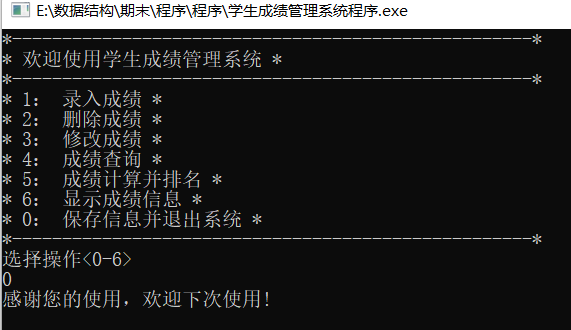 E:\数据结构\期末\程序\程序\学生成绩管理系统程序.exe
*----------------------------------------------------*
* 欢迎使用学生成绩管理系统 *
*----------------------------------------------------*
* 1： 录入成绩 *
* 2： 删除成绩 *
* 3： 修改成绩 *
* 4： 成绩查询 *
* 5： 成绩计算并排名 *
* 6： 显示成绩信息 *
* 0： 保存信息并退出系统 *
*----------------------------------------------------*
选择操作<0-6>
0
感谢您的使用，欢迎下次使用!